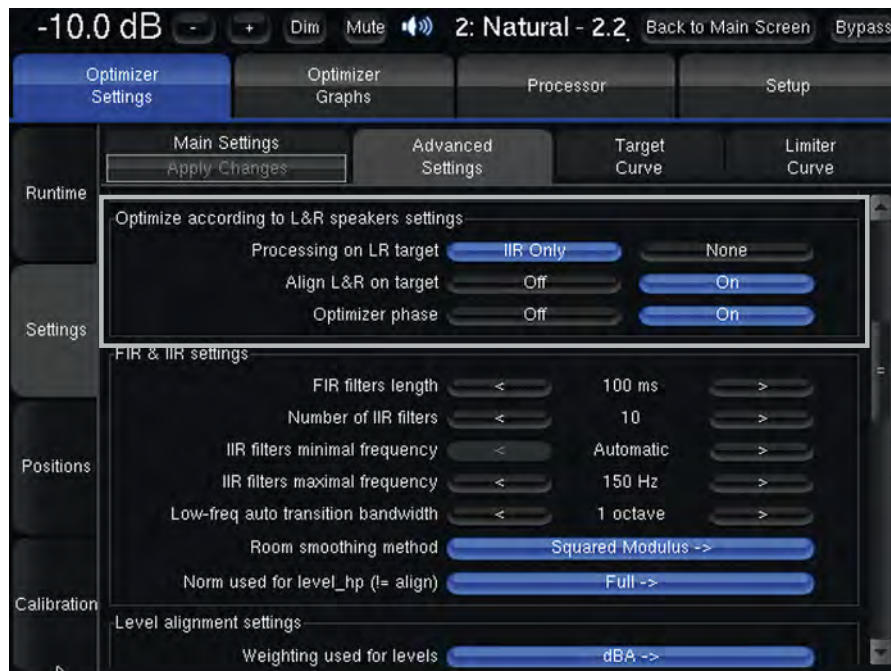 -10.0 dB - + Dim Mute 2: Natural - 2.2. Back to Main Screen Bypass
Optimizer Settings
Optimizer Graphs
Processor
Setup
Main Settings
Apply Changes
Advanced Settings
Target Curve
Limiter Curve
Runtime
Settings
Positions
Calibration
Optimize according to L&R speakers settings
Processing on LR target IIR Only None
Align L&R on target Off On
Optimizer phase Off On
FIR & IIR settings
FIR filters length < 100 ms >
Number of IIR filters < 10 >
IIR filters minimal frequency < Automatic >
IIR filters maximal frequency < 150 Hz >
Low-freq auto transition bandwidth < 1 octave >
Room smoothing method Squared Modulus ->
Norm used for level_hp (!= align) Full ->
Level alignment settings
Weighting used for levels dBA ->